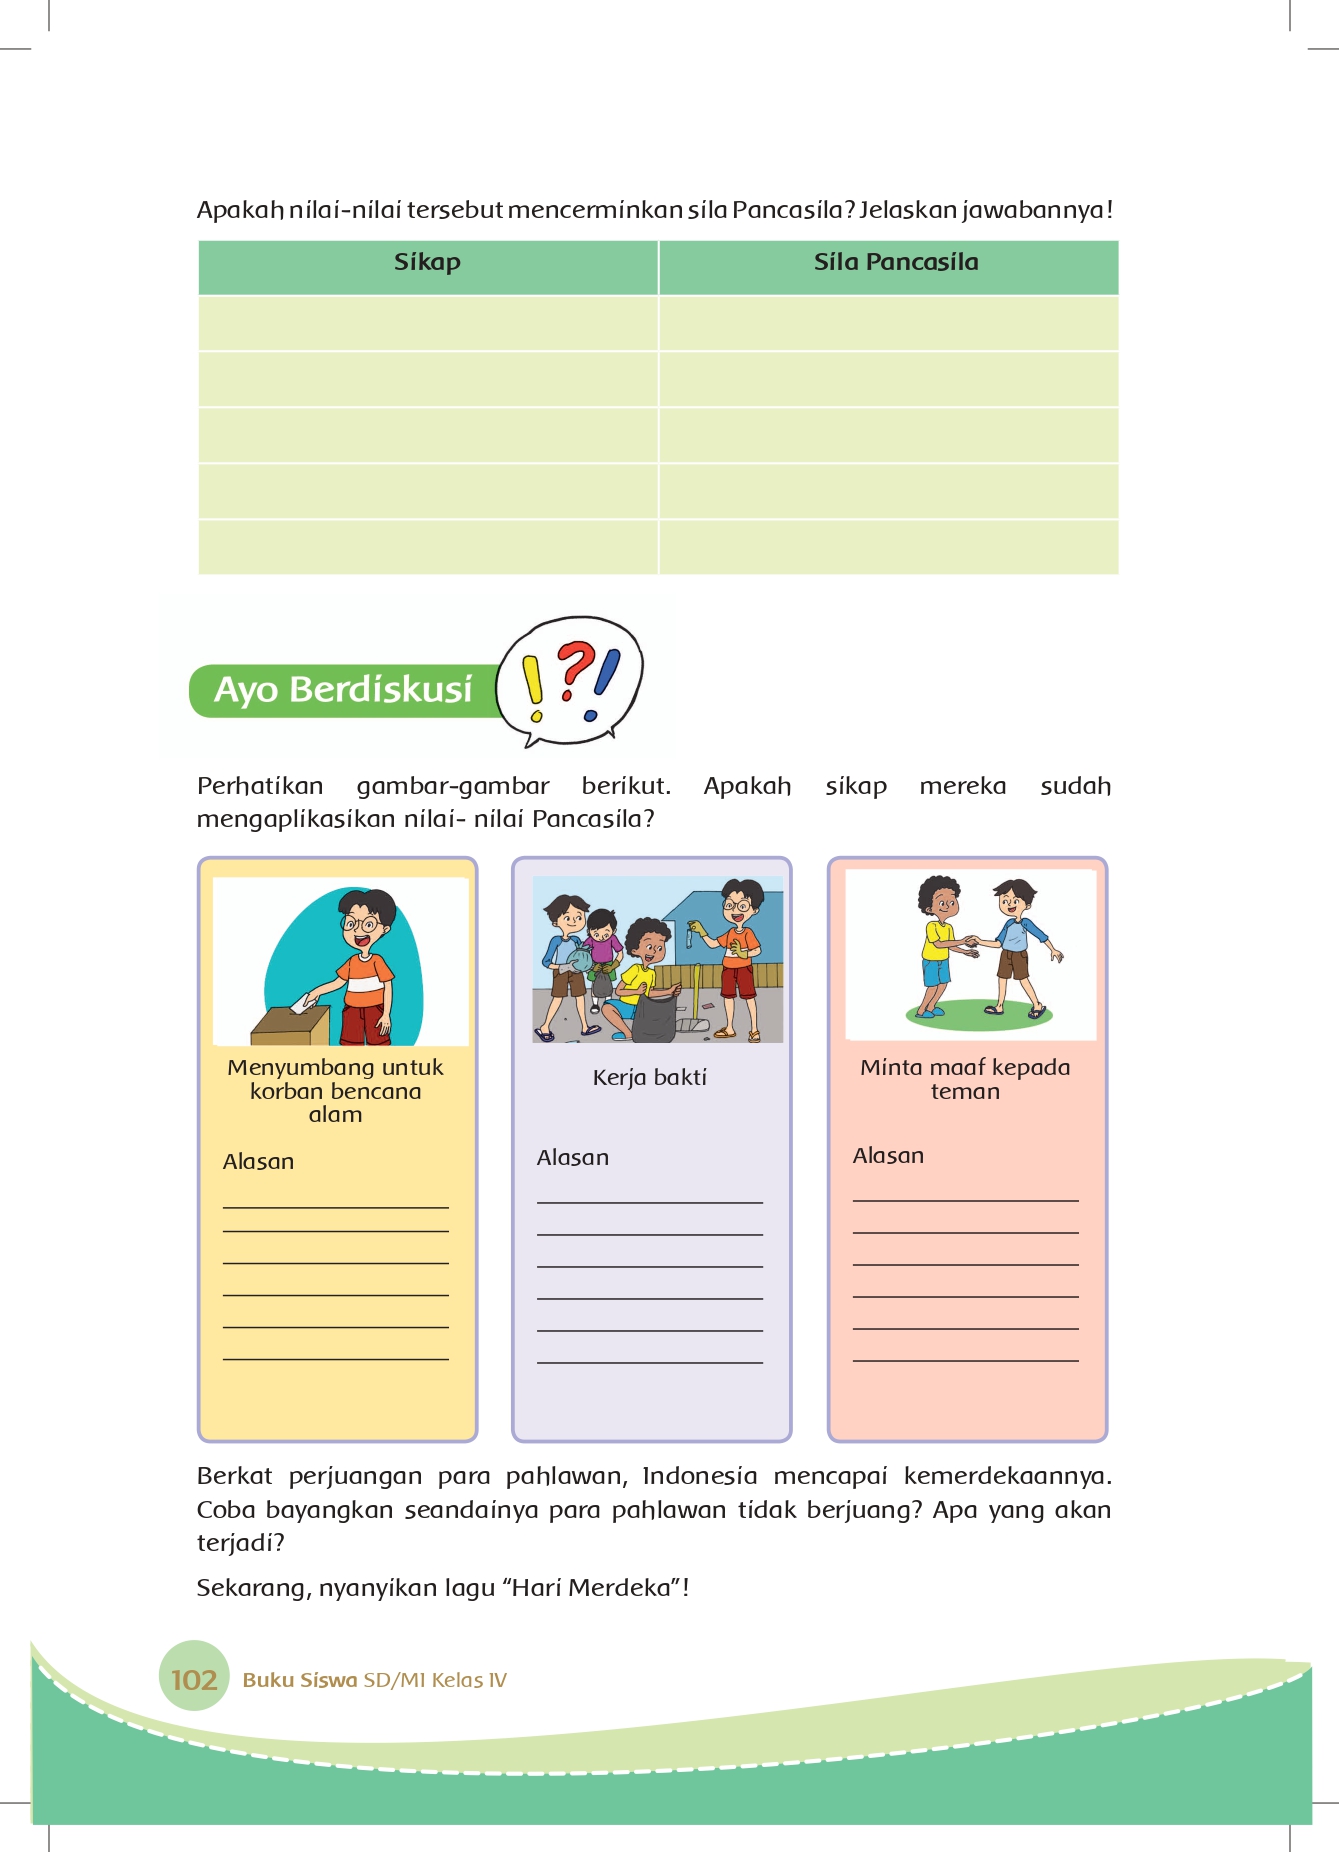 Apakah nilai-nilai tersebut mencerminkan sila Pancasila? Jelaskan jawabannya!
Sikap
Sila Pancasila
Ayo Berdiskusi
!?!
Perhatikan gambar-gambar berikut. Apakah sikap mereka sudah
mengaplikasikan nilai- nilai Pancasila?
Menyumbang untuk
korban bencana
alam
Alasan
Kerja bakti
Alasan
Minta maaf kepada
teman
Alasan
Berkat perjuangan para pahlawan, Indonesia mencapai kemerdekaannya.
Coba bayangkan seandainya para pahlawan tidak berjuang? Apa yang akan
terjadi?
Sekarang, nyanyikan lagu “Hari Merdeka”!
102 Buku Siswa SD/MI Kelas IV